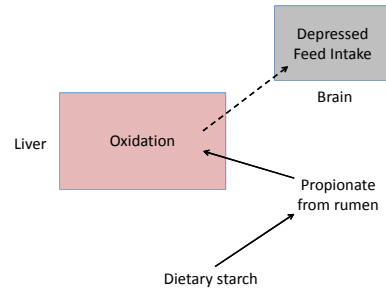 Depressed
Feed Intake
Brain
Liver
Oxidation
Propionate
from rumen
Dietary starch